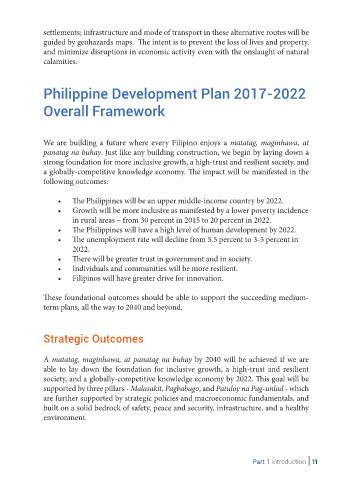 settlements; infrastructure and mode of transport in these alternative routes will be
guided by geohazards maps. The intent is to prevent the loss of lives and property,
and minimize disruptions in economic activity even with the onslaught of natural
calamities.
Philippine Development Plan 2017-2022
Overall Framework
We are building a future where every Filipino enjoys a matatag, maginhawa, at
panatag na buhay. Just like any building construction, we begin by laying down a
strong foundation for more inclusive growth, a high-trust and resilient society, and
a globally-competitive knowledge economy. The impact will be manifested in the
following outcomes:
• The Philippines will be an upper middle-income country by 2022.
• Growth will be more inclusive as manifested by a lower poverty incidence
in rural areas – from 30 percent in 2015 to 20 percent in 2022.
• The Philippines will have a high level of human development by 2022.
• The unemployment rate will decline from 5.5 percent to 3-5 percent in
2022.
• There will be greater trust in government and in society.
• Individuals and communities will be more resilient.
• Filipinos will have greater drive for innovation.
These foundational outcomes should be able to support the succeeding medium-
term plans, all the way to 2040 and beyond.
Strategic Outcomes
A matatag, maginhawa, at panatag na buhay by 2040 will be achieved if we are
able to lay down the foundation for inclusive growth, a high-trust and resilient
society, and a globally-competitive knowledge economy by 2022. This goal will be
supported by three pillars - Malasakit, Pagbabago, and Patuloy na Pag-unlad - which
are further supported by strategic policies and macroeconomic fundamentals, and
built on a solid bedrock of safety, peace and security, infrastructure, and a healthy
environment.
Part 1 Introduction | 11